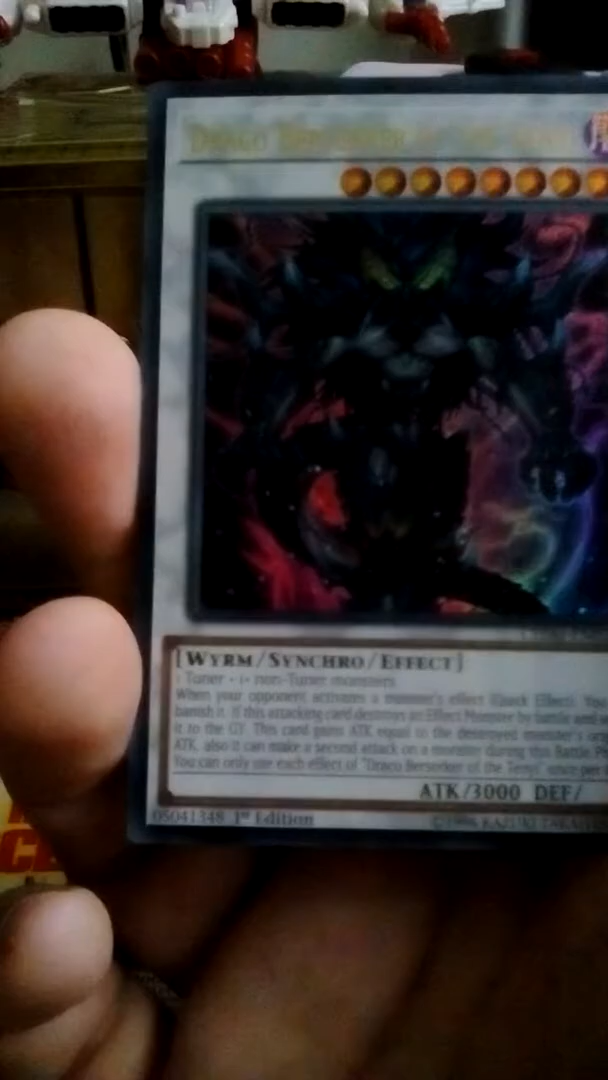 DRACO BERSERKER OF THE TENYI
[WYRM/SYNCHRO/EFFECT]
1 Tuner + 1+ non-Tuner monsters
When your opponent activates a monster's effect (Quick Effect): You
banish it. If this attacking card destroys an Effect Monster by battle and
it to the GY: This card gains ATK equal to the destroyed monster's
ATK, also it can make a second attack on a monster during this Battle
You can only use each effect of "Draco Berserker of the Tenyi" once per
ATK/3000 DEF/
05041348 1st Edition
©1996 KAZUKI